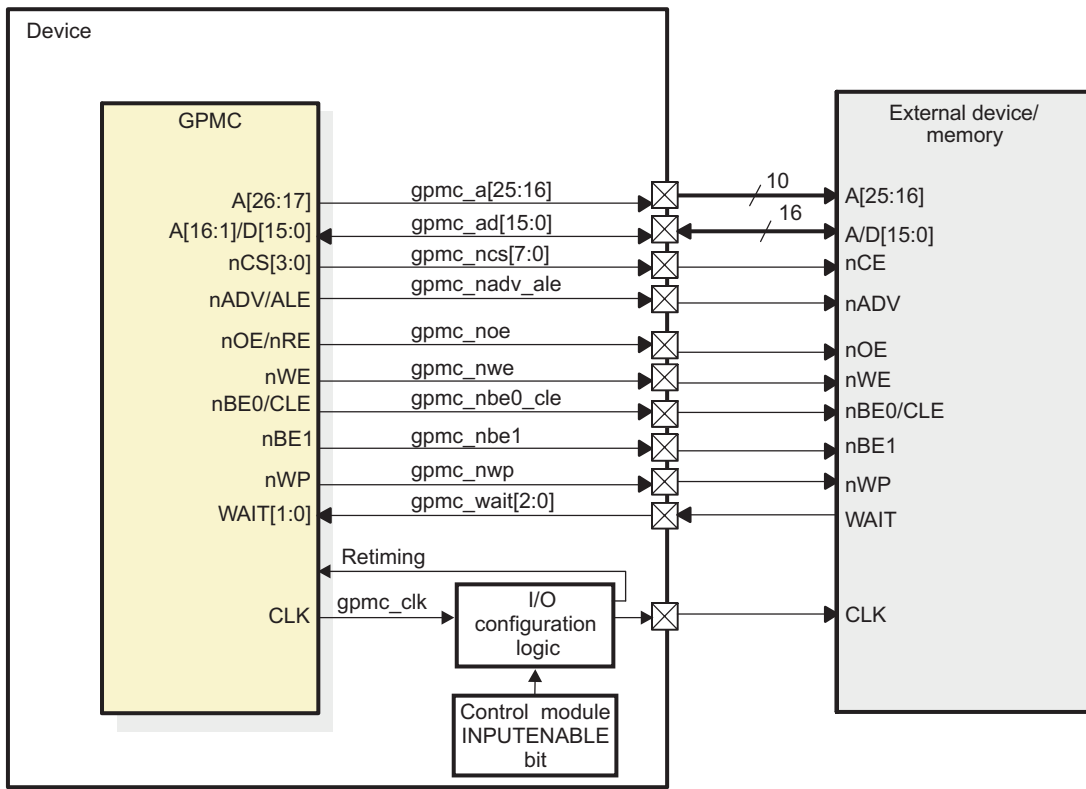 Device
GPMC
External device/
memory
A[26:17]
gpmc_a[25:16]
10
A[25:16]
A[16:1]/D[15:0]
gpmc_ad[15:0]
16
A/D[15:0]
nCS[3:0]
gpmc_ncs[7:0]
nCE
nADV/ALE
gpmc_nadv_ale
nADV
nOE/nRE
gpmc_noe
nOE
nWE
gpmc_nwe
nWE
nBE0/CLE
gpmc_nbe0_cle
nBE0/CLE
nBE1
gpmc_nbe1
nBE1
nWP
gpmc_nwp
nWP
WAIT[1:0]
gpmc_wait[2:0]
WAIT
Retiming
CLK
gpmc_clk
I/O
configuration
logic
CLK
Control module
INPUTENABLE
bit